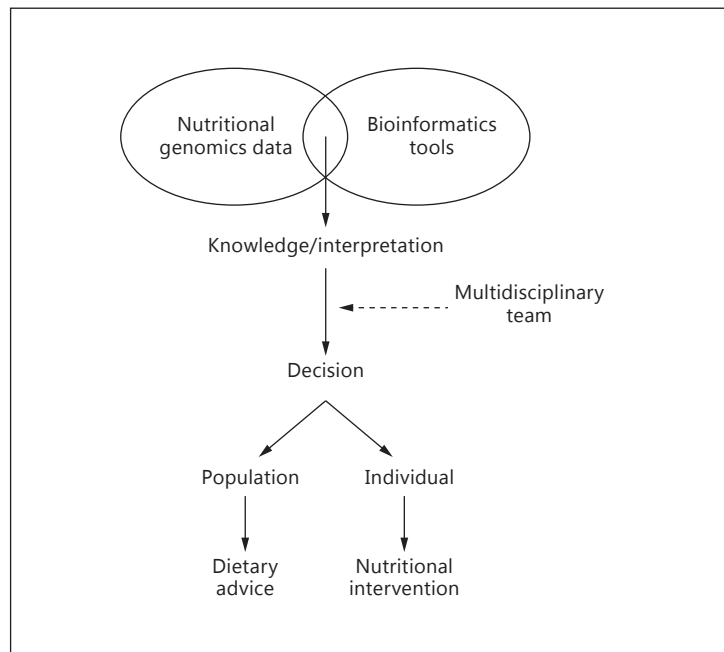 Nutritional
genomics data
Bioinformatics
tools
Knowledge/interpretation
Multidisciplinary
team
Decision
Population
Individual
Dietary
advice
Nutritional
intervention